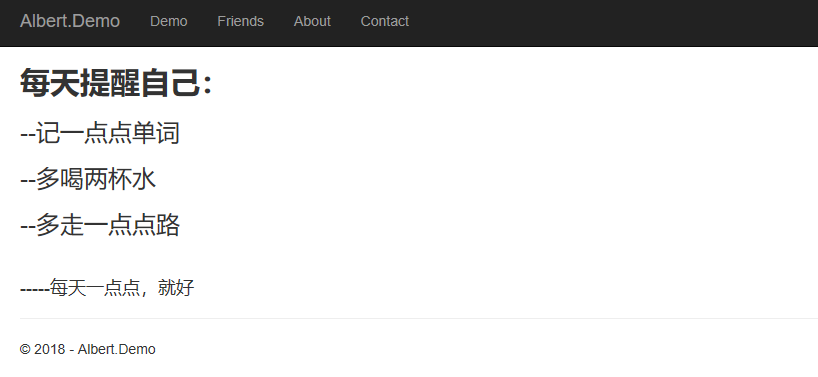 Albert.Demo Demo Friends About Contact
每天提醒自己：
--记一点点单词
--多喝两杯水
--多走一点点路
-----每天一点点，就好
© 2018 - Albert.Demo